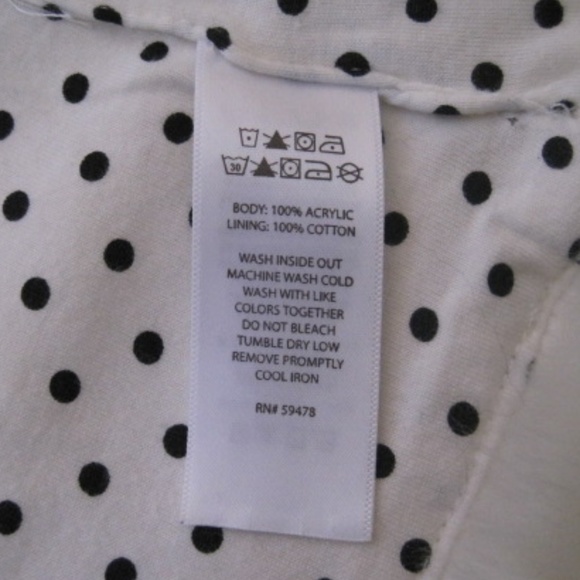 30
BODY: 100% ACRYLIC
LINING: 100% COTTON
WASH INSIDE OUT
MACHINE WASH COLD
WASH WITH LIKE
COLORS TOGETHER
DO NOT BLEACH
TUMBLE DRY LOW
REMOVE PROMPTLY
COOL IRON
RN# 59478